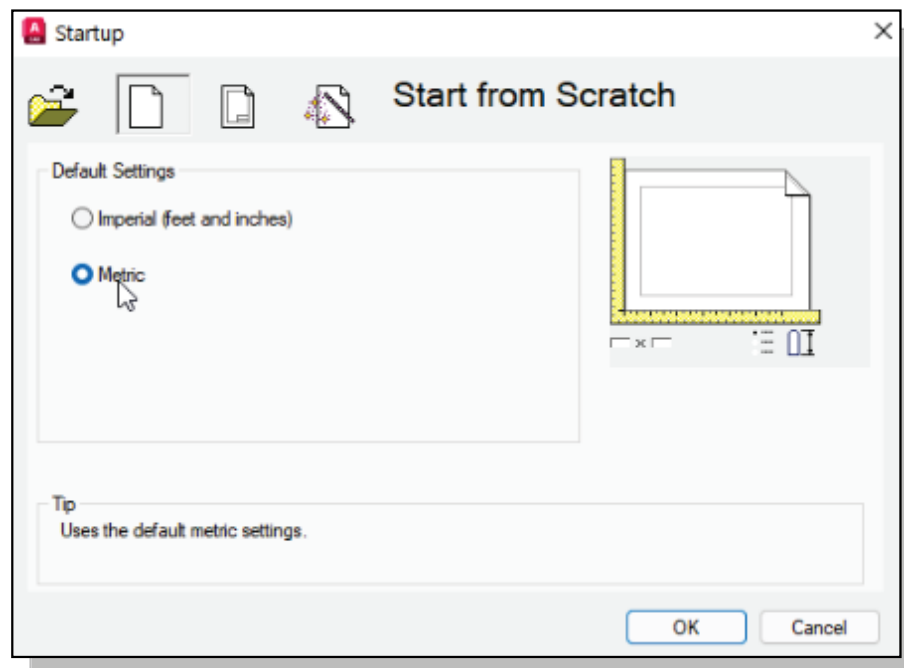 Startup
Start from Scratch
Default Settings
Imperial (feet and inches)
Metric
Tip
Uses the default metric settings.
OK
Cancel